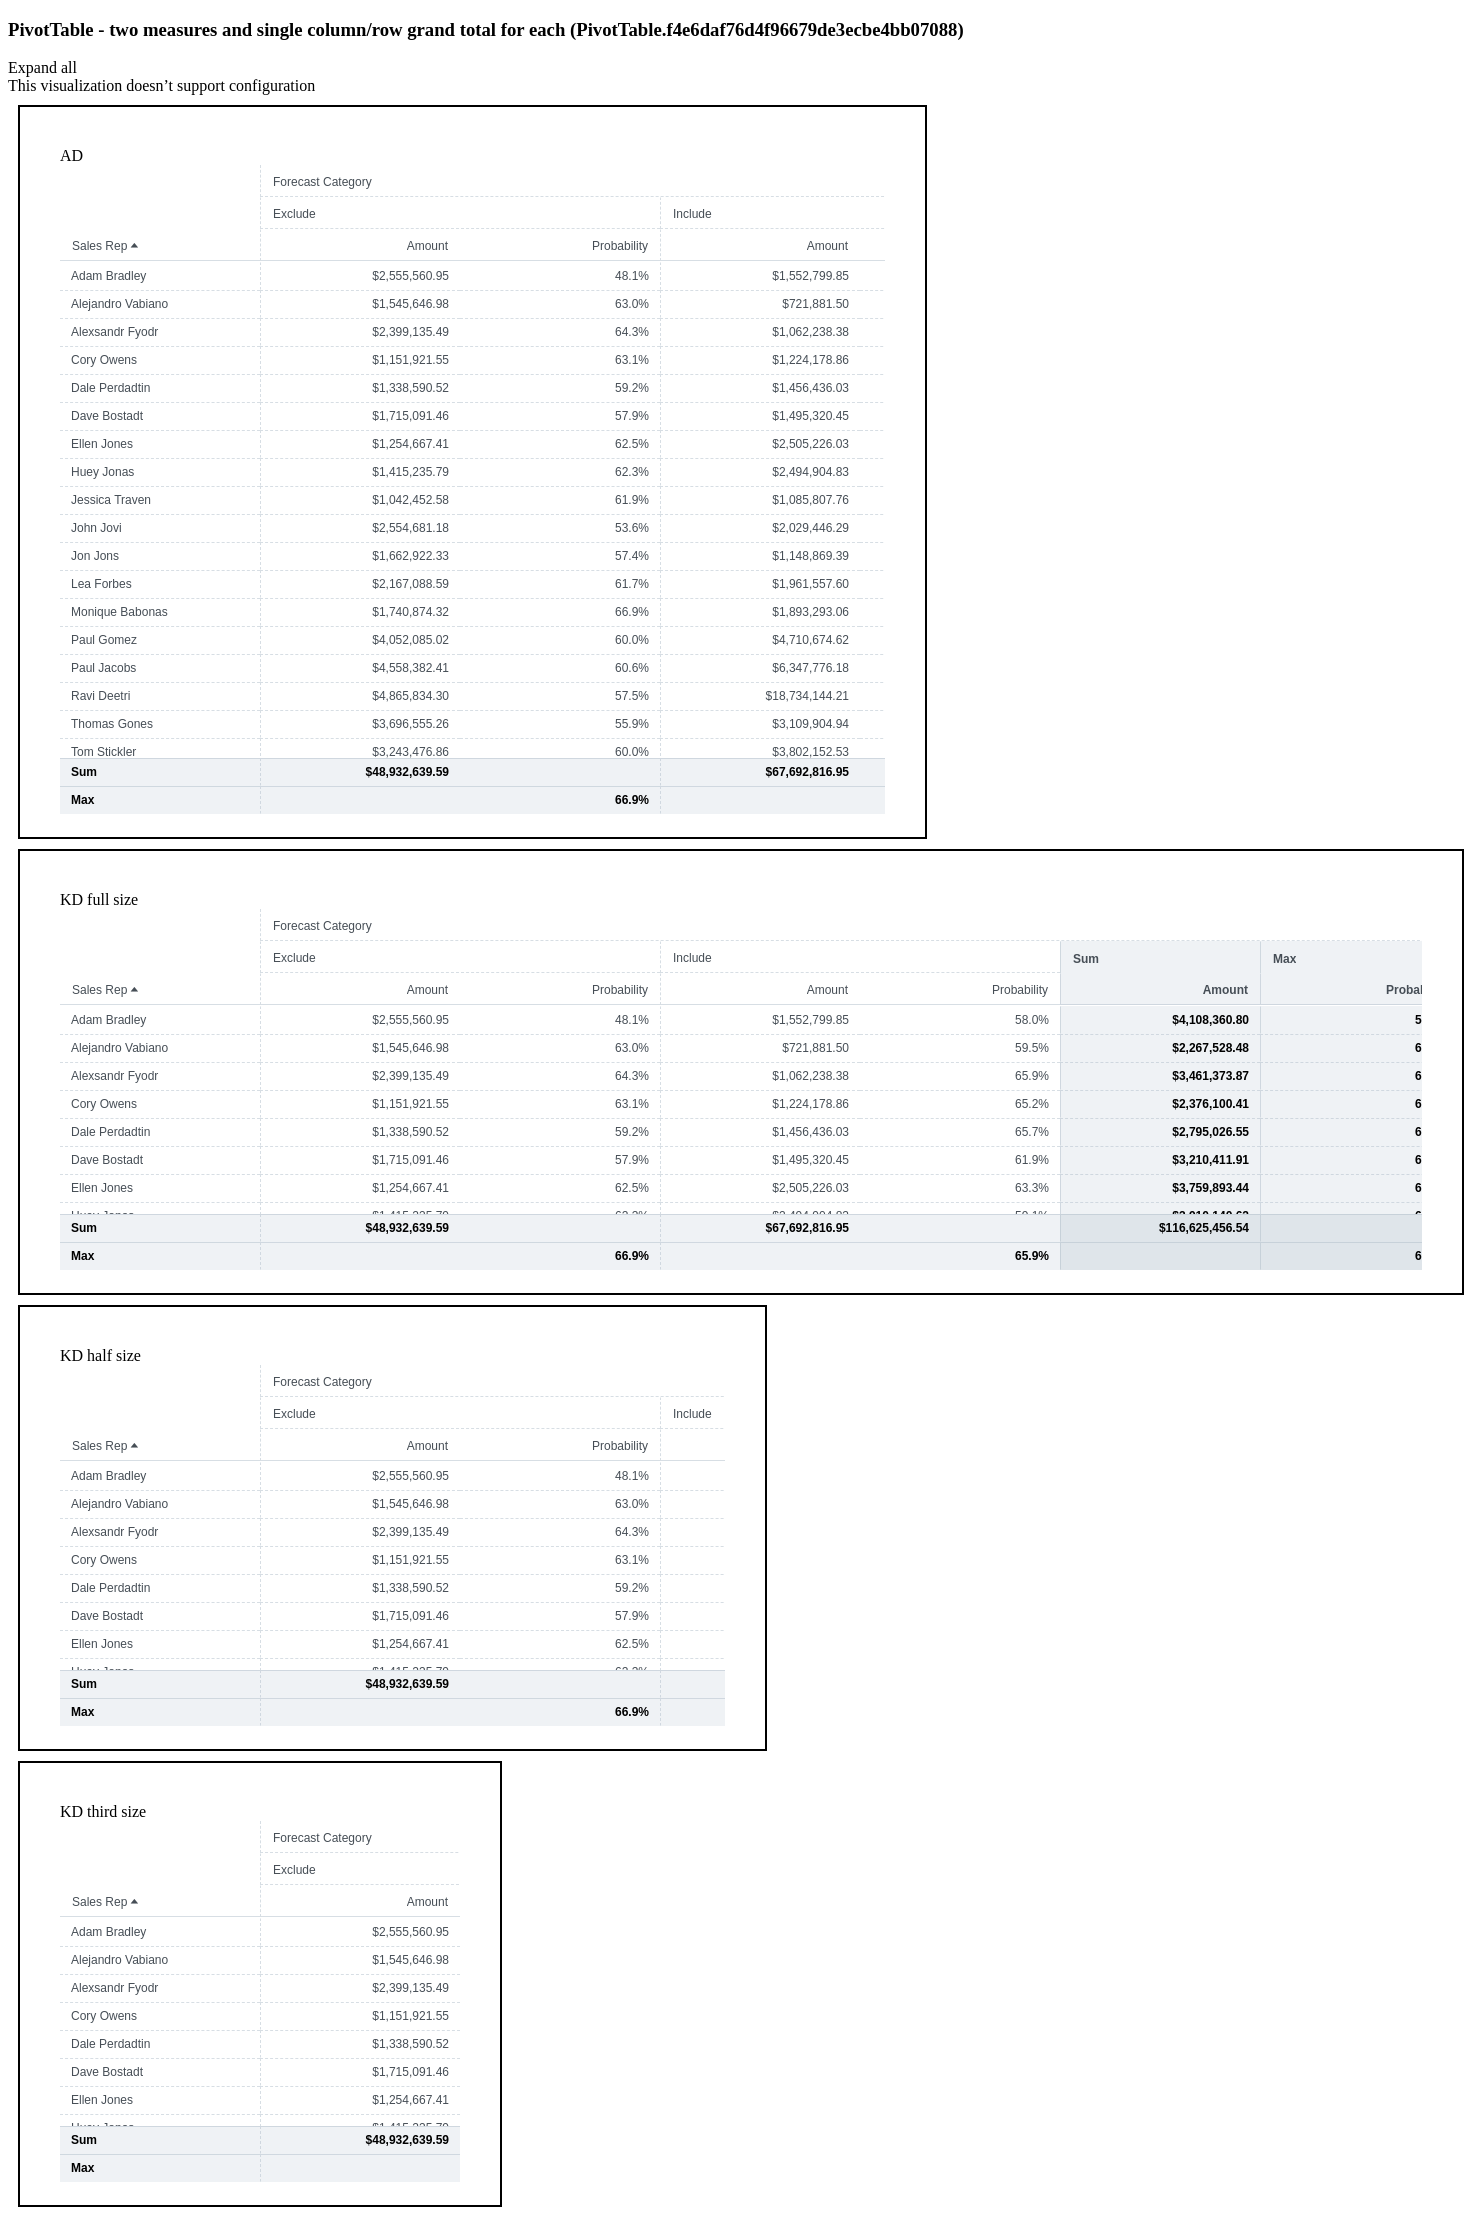 PivotTable - two measures and single column/row grand total for each (PivotTable.f4e6daf76d4f96679de3ecbe4bb07088)
Expand all
This visualization doesn’t support configuration
AD
Forecast Category
Exclude Include
Sales Rep Amount Probability Amount
Adam Bradley $2,555,560.95 48.1% $1,552,799.85
Alejandro Vabiano $1,545,646.98 63.0% $721,881.50
Alexsandr Fyodr $2,399,135.49 64.3% $1,062,238.38
Cory Owens $1,151,921.55 63.1% $1,224,178.86
Dale Perdadtin $1,338,590.52 59.2% $1,456,436.03
Dave Bostadt $1,715,091.46 57.9% $1,495,320.45
Ellen Jones $1,254,667.41 62.5% $2,505,226.03
Huey Jonas $1,415,235.79 62.3% $2,494,904.83
Jessica Traven $1,042,452.58 61.9% $1,085,807.76
John Jovi $2,554,681.18 53.6% $2,029,446.29
Jon Jons $1,662,922.33 57.4% $1,148,869.39
Lea Forbes $2,167,088.59 61.7% $1,961,557.60
Monique Babonas $1,740,874.32 66.9% $1,893,293.06
Paul Gomez $4,052,085.02 60.0% $4,710,674.62
Paul Jacobs $4,558,382.41 60.6% $6,347,776.18
Ravi Deetri $4,865,834.30 57.5% $18,734,144.21
Thomas Gones $3,696,555.26 55.9% $3,109,904.94
Tom Stickler $3,243,476.86 60.0% $3,802,152.53
Sum $48,932,639.59 $67,692,816.95
Max 66.9%
KD full size
Forecast Category
Exclude Include Sum Max
Sales Rep Amount Probability Amount Probability Amount Probal
Adam Bradley $2,555,560.95 48.1% $1,552,799.85 58.0% $4,108,360.80 5
Alejandro Vabiano $1,545,646.98 63.0% $721,881.50 59.5% $2,267,528.48 6
Alexsandr Fyodr $2,399,135.49 64.3% $1,062,238.38 65.9% $3,461,373.87 6
Cory Owens $1,151,921.55 63.1% $1,224,178.86 65.2% $2,376,100.41 6
Dale Perdadtin $1,338,590.52 59.2% $1,456,436.03 65.7% $2,795,026.55 6
Dave Bostadt $1,715,091.46 57.9% $1,495,320.45 61.9% $3,210,411.91 6
Ellen Jones $1,254,667.41 62.5% $2,505,226.03 63.3% $3,759,893.44 6
Sum $48,932,639.59 $67,692,816.95 $116,625,456.54
Max 66.9% 65.9% 6
KD half size
Forecast Category
Exclude Include
Sales Rep Amount Probability
Adam Bradley $2,555,560.95 48.1%
Alejandro Vabiano $1,545,646.98 63.0%
Alexsandr Fyodr $2,399,135.49 64.3%
Cory Owens $1,151,921.55 63.1%
Dale Perdadtin $1,338,590.52 59.2%
Dave Bostadt $1,715,091.46 57.9%
Ellen Jones $1,254,667.41 62.5%
Sum $48,932,639.59
Max 66.9%
KD third size
Forecast Category
Exclude
Sales Rep Amount
Adam Bradley $2,555,560.95
Alejandro Vabiano $1,545,646.98
Alexsandr Fyodr $2,399,135.49
Cory Owens $1,151,921.55
Dale Perdadtin $1,338,590.52
Dave Bostadt $1,715,091.46
Ellen Jones $1,254,667.41
Sum $48,932,639.59
Max